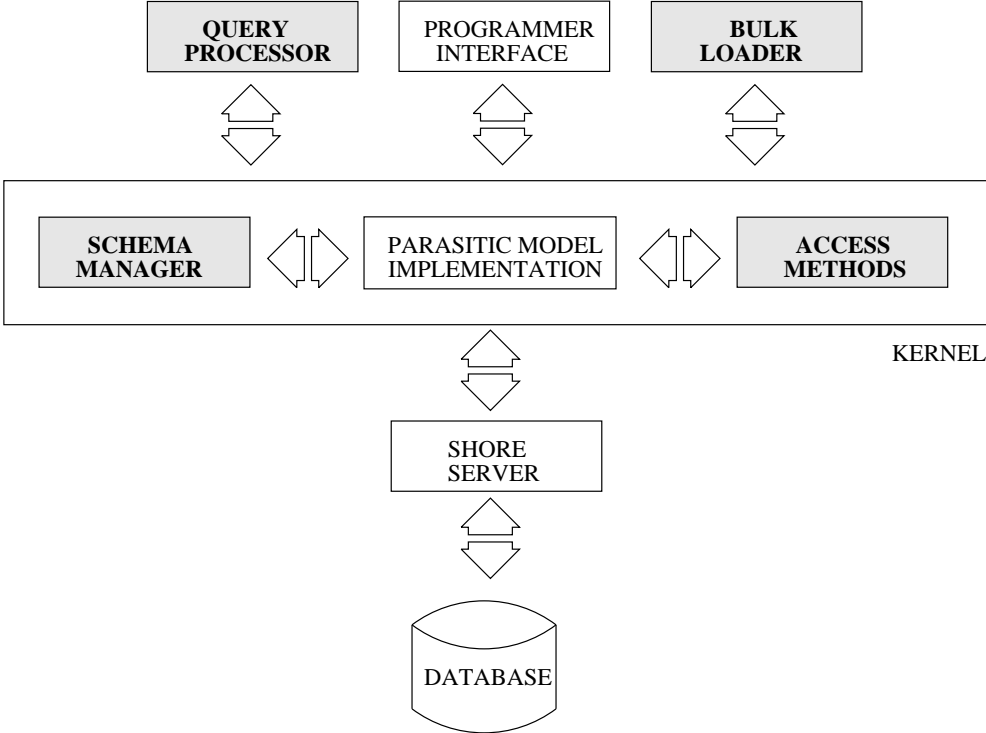 QUERY
PROCESSOR
PROGRAMMER
INTERFACE
BULK
LOADER
SCHEMA
MANAGER
PARASITIC MODEL
IMPLEMENTATION
ACCESS
METHODS
KERNEL
SHORE
SERVER
DATABASE